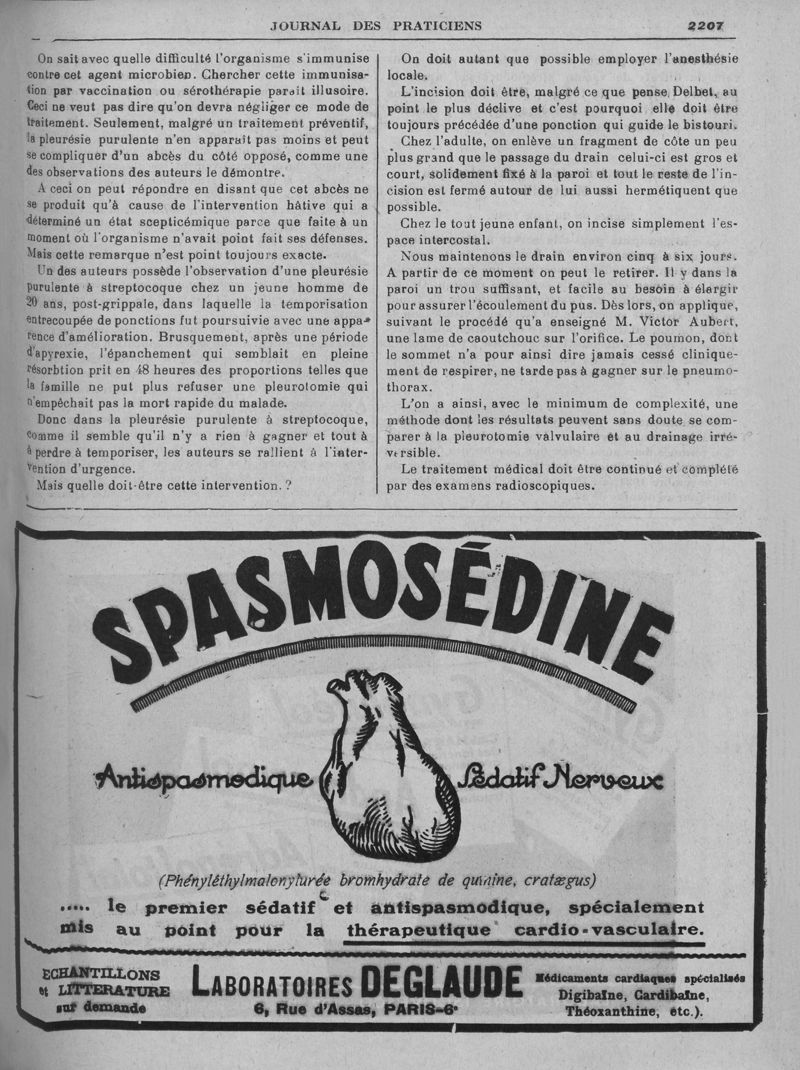 JOURNAL DES PRATICIENS 2207
On sait avec quelle difficulté l'organisme s'immunise
contre cet agent microbien. Chercher cette immunisa-
tion par vaccination ou sérothérapie parait illusoire.
Ceci ne veut pas dire qu'on devra négliger ce mode de
traitement. Seulement, malgré un traitement préventif,
la pleurésie purulente n'en apparaît pas moins et peut
se compliquer d'un abcès du côté opposé, comme une
des observations des auteurs le démontre.
A ceci on peut répondre en disant que cet abcès ne
se produit qu'à cause de l'intervention hâtive qui a
déterminé un état scepticémique parce que faite à un
moment où l'organisme n'avait point fait ses défenses.
Mais cette remarque n'est point toujours exacte.
Un des auteurs possède l'observation d'une pleurésie
purulente à streptocoque chez un jeune homme de
20 ans, post-grippale, dans laquelle la temporisation
entrecoupée de ponctions fut poursuivie avec une appa-
rence d'amélioration. Brusquement, après une période
d'apyrexie, l'épanchement qui semblait en pleine
résorbtion prit en 48 heures des proportions telles que
la famille ne put plus refuser une pleurotomie qui
n'empêchait pas la mort rapide du malade.
Donc dans la pleurésie purulente à streptocoque,
comme il semble qu'il n'y a rien à gagner et tout à
à perdre à temporiser, les auteurs se rallient à l'inter-
vention d'urgence.
Mais quelle doit-être cette intervention. ?
On doit autant que possible employer l'anesthésie
locale.
L'incision doit être, malgré ce que pense Delbet, au
point le plus déclive et c'est pourquoi elle doit être
toujours précédée d'une ponction qui guide le bistouri.
Chez l'adulte, on enlève un fragment de côte un peu
plus grand que le passage du drain celui-ci est gros et
court, solidement fixé à la paroi et tout le reste de l'in-
cision est fermé autour de lui aussi hermétiquent que
possible.
Chez le tout jeune enfant, on incise simplement l'es-
pace intercostal.
Nous maintenons le drain environ cinq à six jours.
A partir de ce moment on peut le retirer. Il y dans la
paroi un trou suffisant, et facile au besoin à élargir
pour assurer l'écoulement du pus. Dès lors, on applique,
suivant le procédé qu'a enseigné M. Victor Aubert,
une lame de caoutchouc sur l'orifice. Le poumon, dont
le sommet n'a pour ainsi dire jamais cessé clinique-
ment de respirer, ne tarde pas à gagner sur le pneumo-
thorax.
L'on a ainsi, avec le minimum de complexité, une
méthode dont les résultats peuvent sans doute se com-
parer à la pleurotomie valvulaire et au drainage irré-
versible.
Le traitement médical doit être continué et complété
par des examens radioscopiques.
SPASMOSÉDINE
Antispasmodique Sédatif Nerveux
(Phényléthylmalonylurée bromhydrate de quinine, cratægus)
..... le premier sédatif et antispasmodique, spécialement
mis au point pour la thérapeutique cardio-vasculaire.
ECHANTILLONS
et LITTERATURE
sur demande
LABORATOIRES DEGLAUDE
6, Rue d'Assas, PARIS-6e
Médicaments cardiaques spécialisés
Digibaïne, Cardibaïne,
Théoxanthine, etc.).